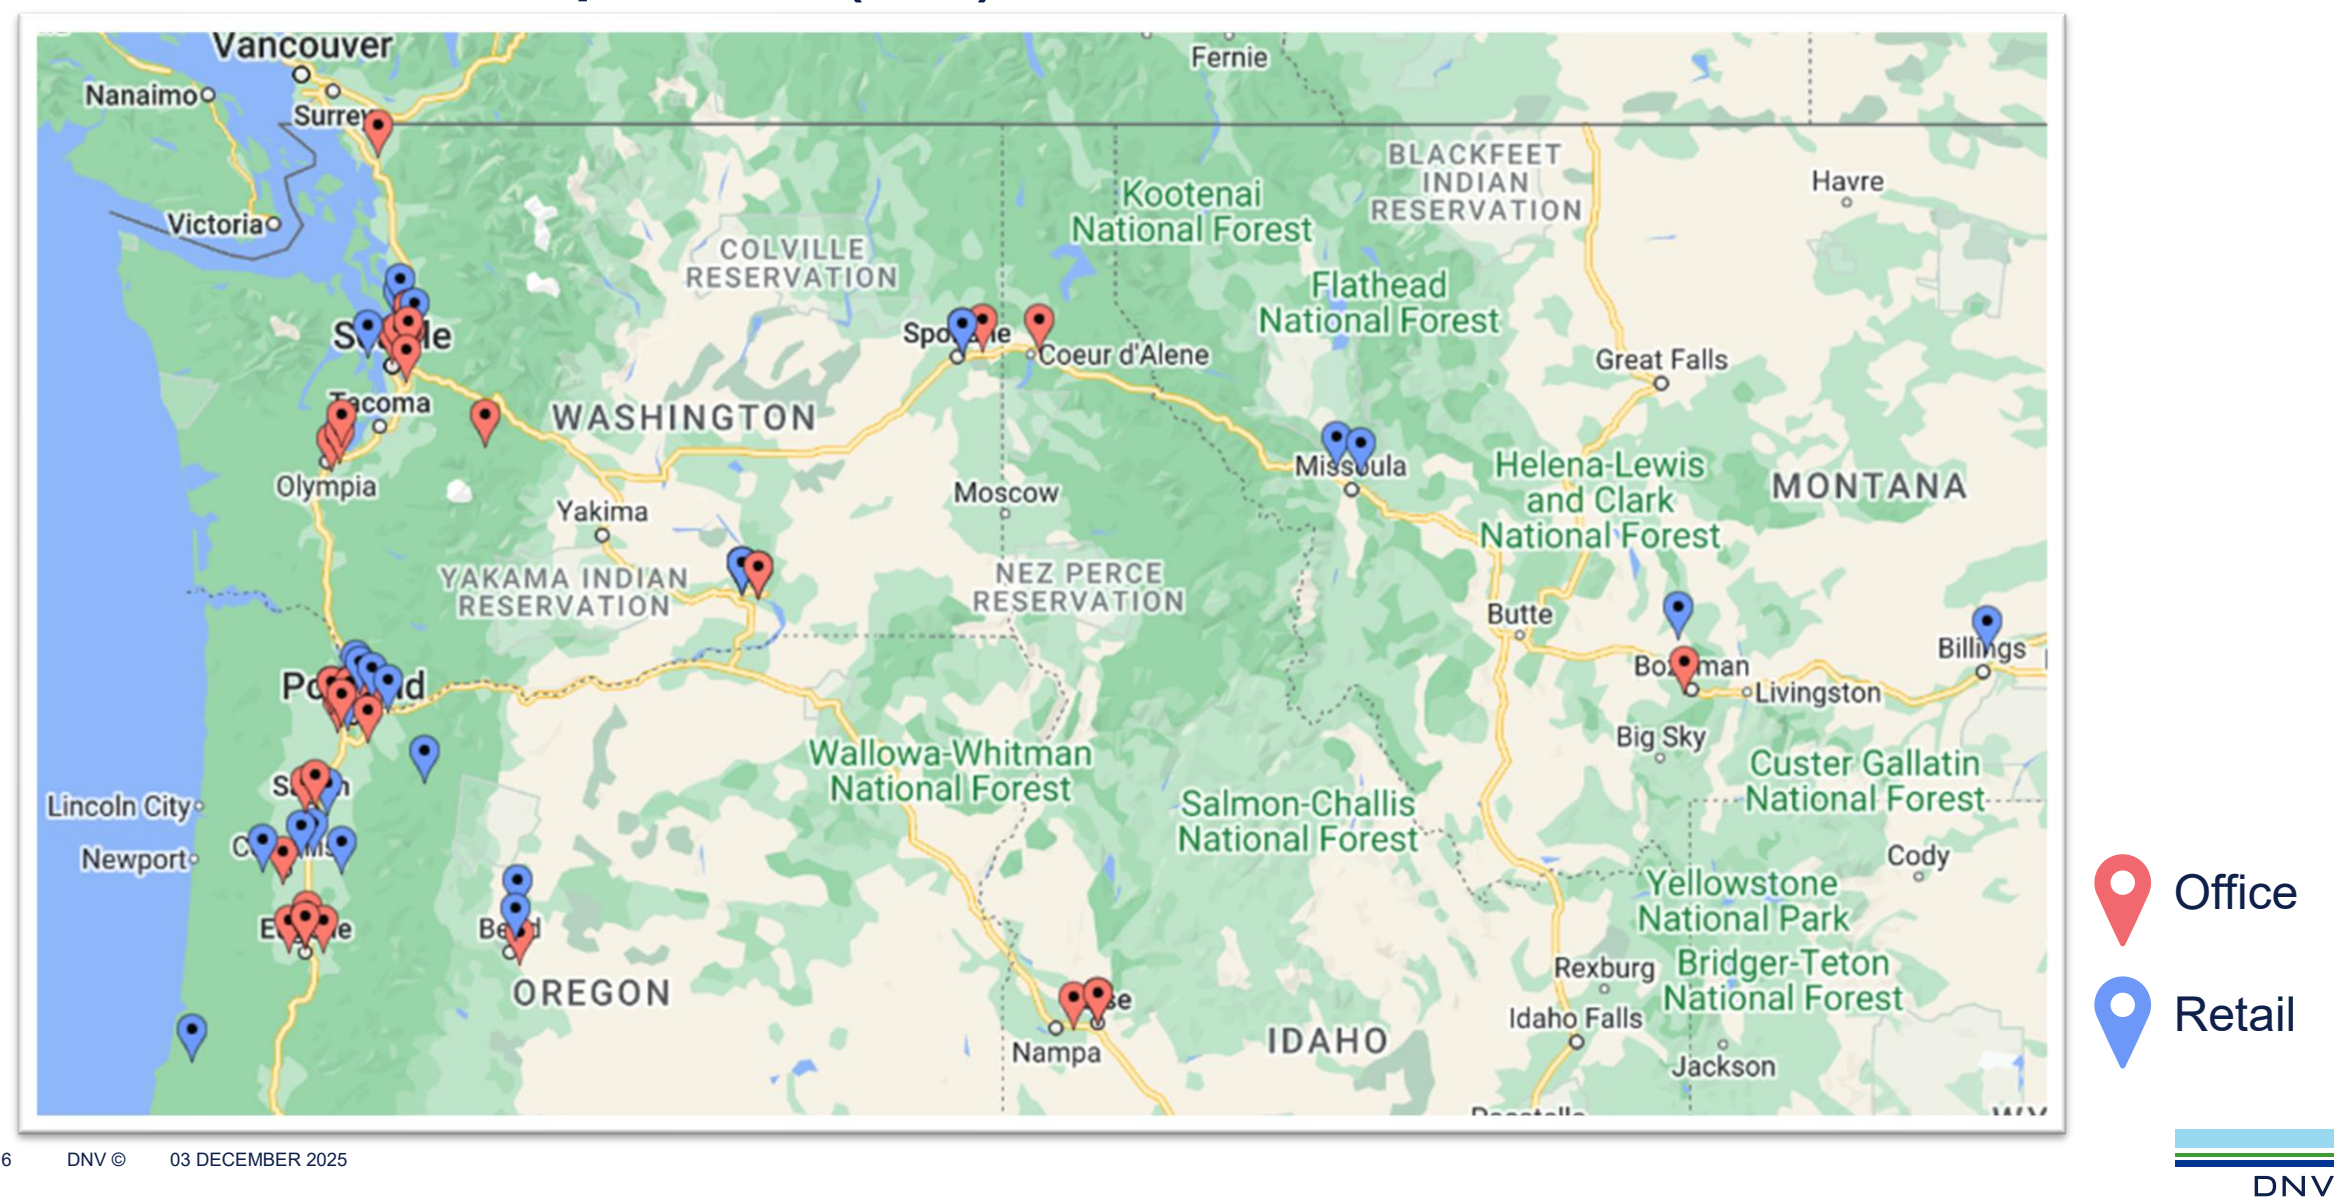 Vancouver
Fernie
Nanaimo
Surrey
BLACKFEET
INDIAN
RESERVATION
Havre
Kootenai
National Forest
Victoria
COLVILLE
RESERVATION
Flathead
National Forest
Coeur d'Alene
Great Falls
Tacoma
WASHINGTON
Missoula
Helena-Lewis
and Clark
National Forest
MONTANA
Olympia
Moscow
Yakima
YAKAMA INDIAN
RESERVATION
NEZ PERCE
RESERVATION
Butte
Billings
Livingston
Big Sky
Wallowa-Whitman
National Forest
Custer Gallatin
National Forest
Salmon-Challis
National Forest
Lincoln City
Newport
Cody
Yellowstone
National Park
Office
OREGON
Rexburg
Bridger-Teton
National Forest
Retail
Idaho Falls
IDAHO
Nampa
Jackson
6 DNV © 03 DECEMBER 2025
DNV